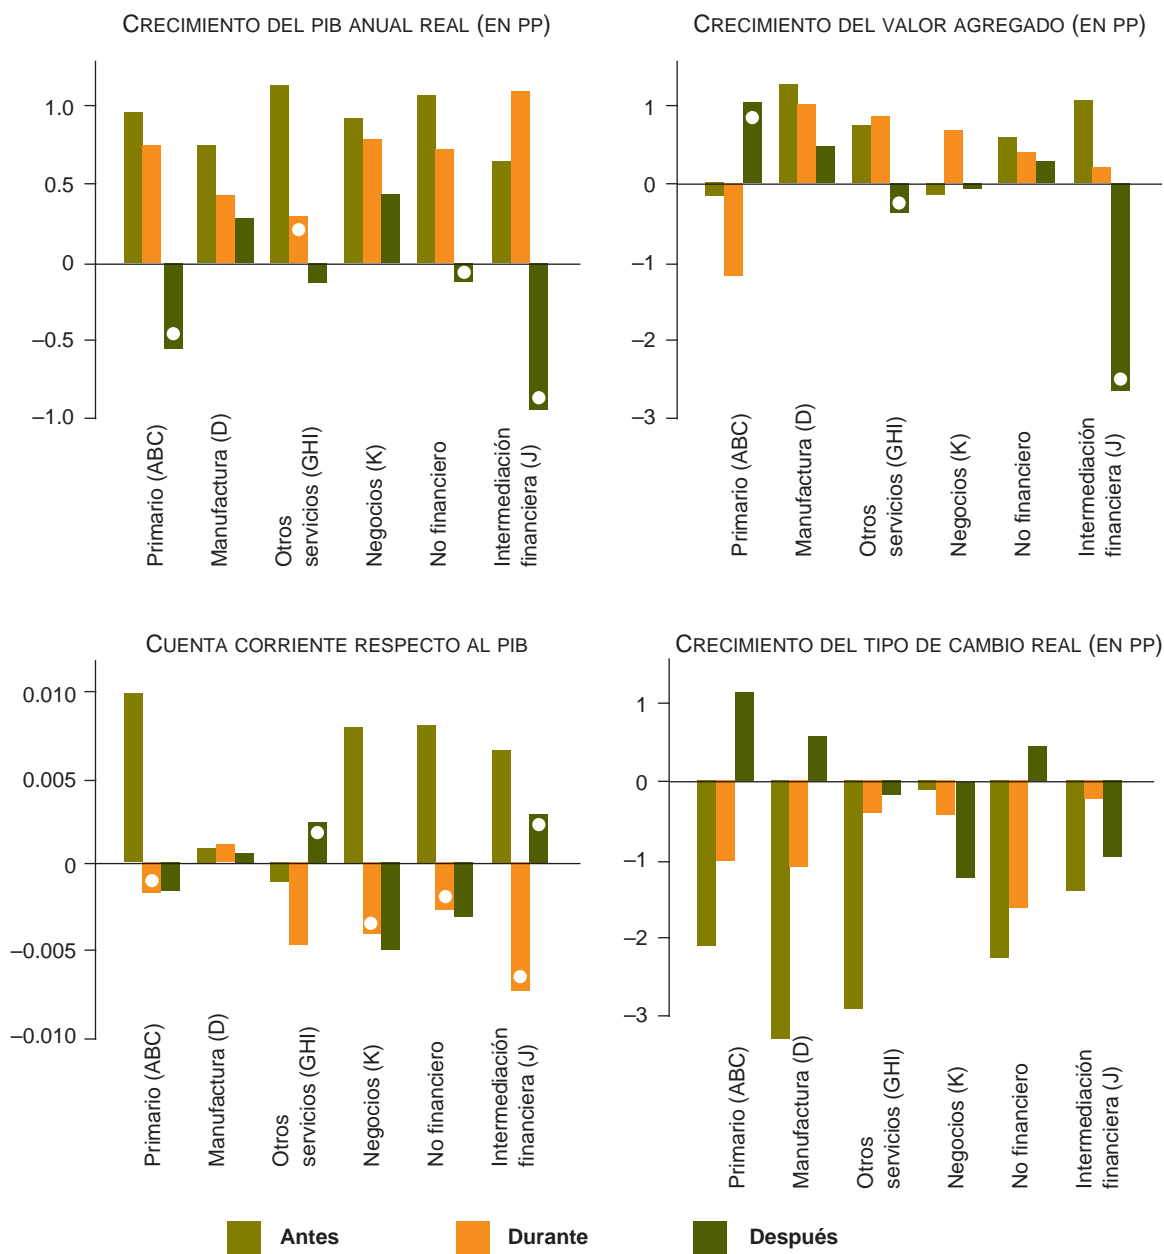 CRECIMIENTO DEL PIB ANUAL REAL (EN PP)
1.0
0.5
0
–0.5
–1.0
Primario (ABC)
Manufactura (D)
Otros
servicios (GHI)
Negocios (K)
No financiero
Intermediación
financiera (J)
CRECIMIENTO DEL VALOR AGREGADO (EN PP)
1
0
–1
–2
–3
Primario (ABC)
Manufactura (D)
Otros
servicios (GHI)
Negocios (K)
No financiero
Intermediación
financiera (J)
CUENTA CORRIENTE RESPECTO AL PIB
0.010
0.005
0
–0.005
–0.010
Primario (ABC)
Manufactura (D)
Otros
servicios (GHI)
Negocios (K)
No financiero
Intermediación
financiera (J)
CRECIMIENTO DEL TIPO DE CAMBIO REAL (EN PP)
1
0
–1
–2
–3
Primario (ABC)
Manufactura (D)
Otros
servicios (GHI)
Negocios (K)
No financiero
Intermediación
financiera (J)
Antes
Durante
Después